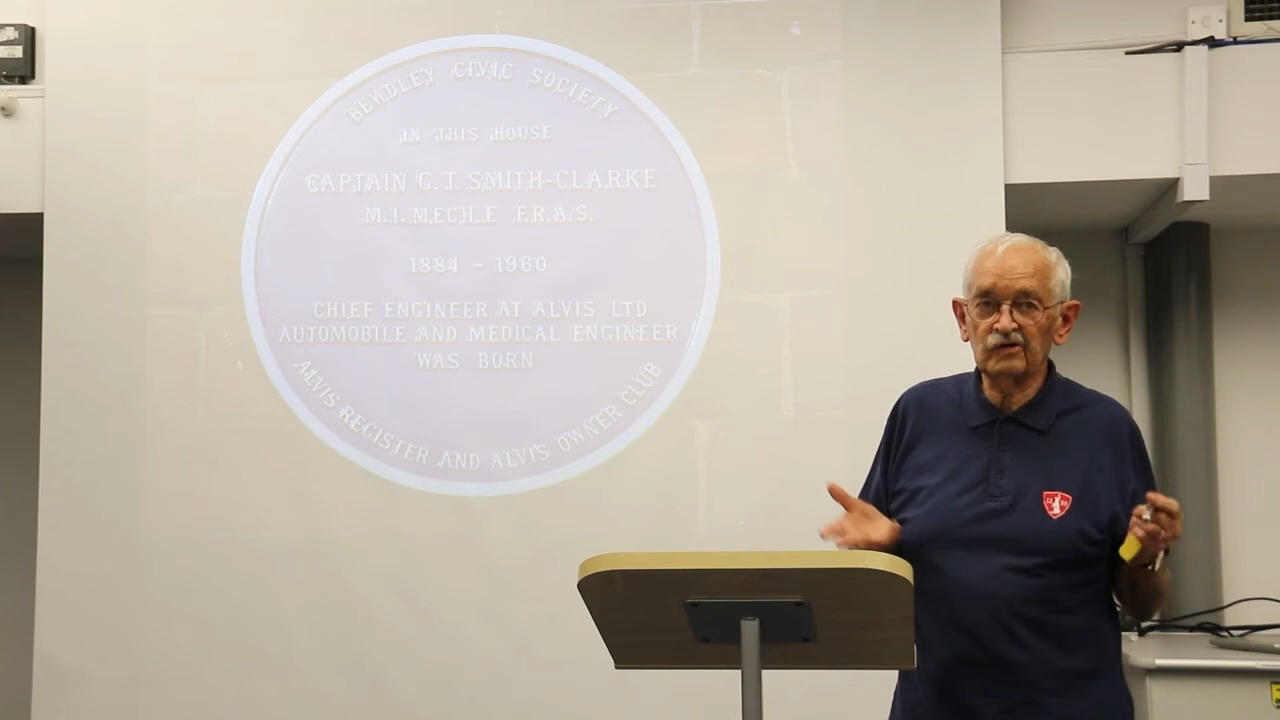 BEWDLEY CIVIC SOCIETY
IN THIS HOUSE
CAPTAIN G.T. SMITH-CLARKE
M.I.MECH.E F.R.A.S.
1884 - 1960
CHIEF ENGINEER AT ALVIS LTD
AUTOMOBILE AND MEDICAL ENGINEER
WAS BORN
ALVIS REGISTER AND ALVIS OWNER CLUB